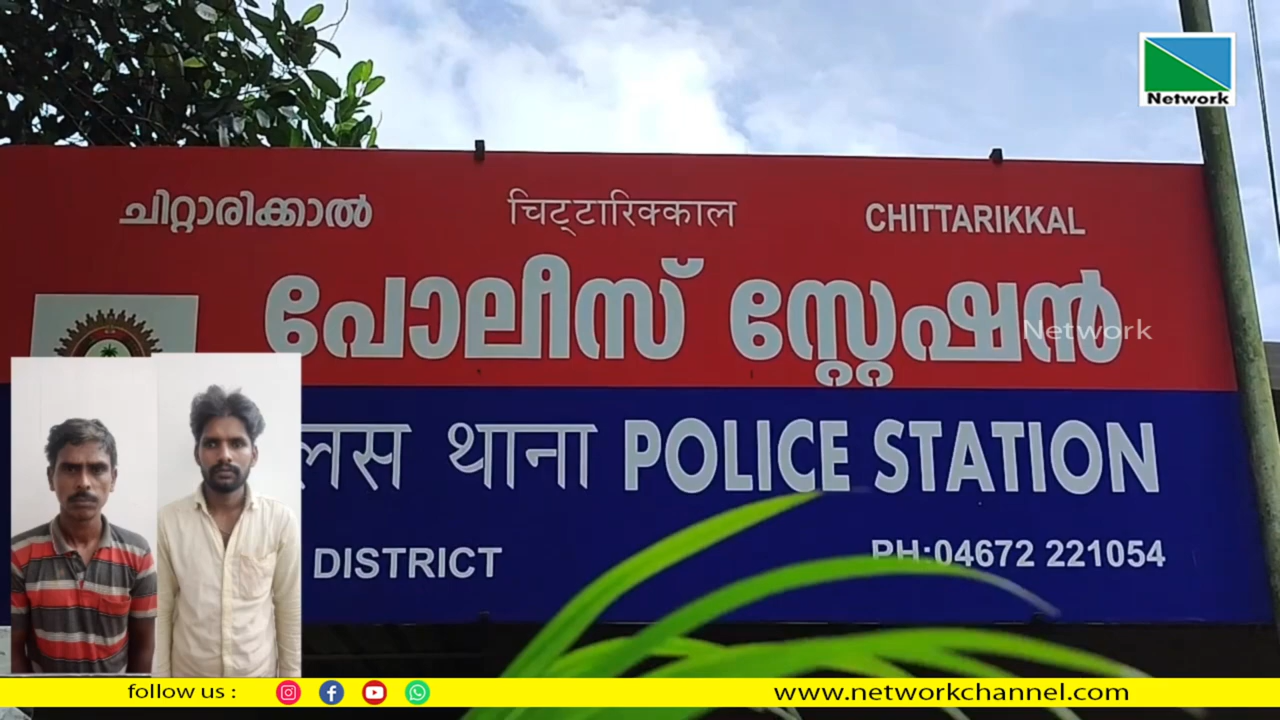 Network
ചിറ്റാരിക്കാൽ चिट्टारिक्काल CHITTARIKKAL
പോലീസ് സ്റ്റേഷൻ
Network
थाना POLICE STATION
DISTRICT PH:04672 221054
follow us : www.networkchannel.com